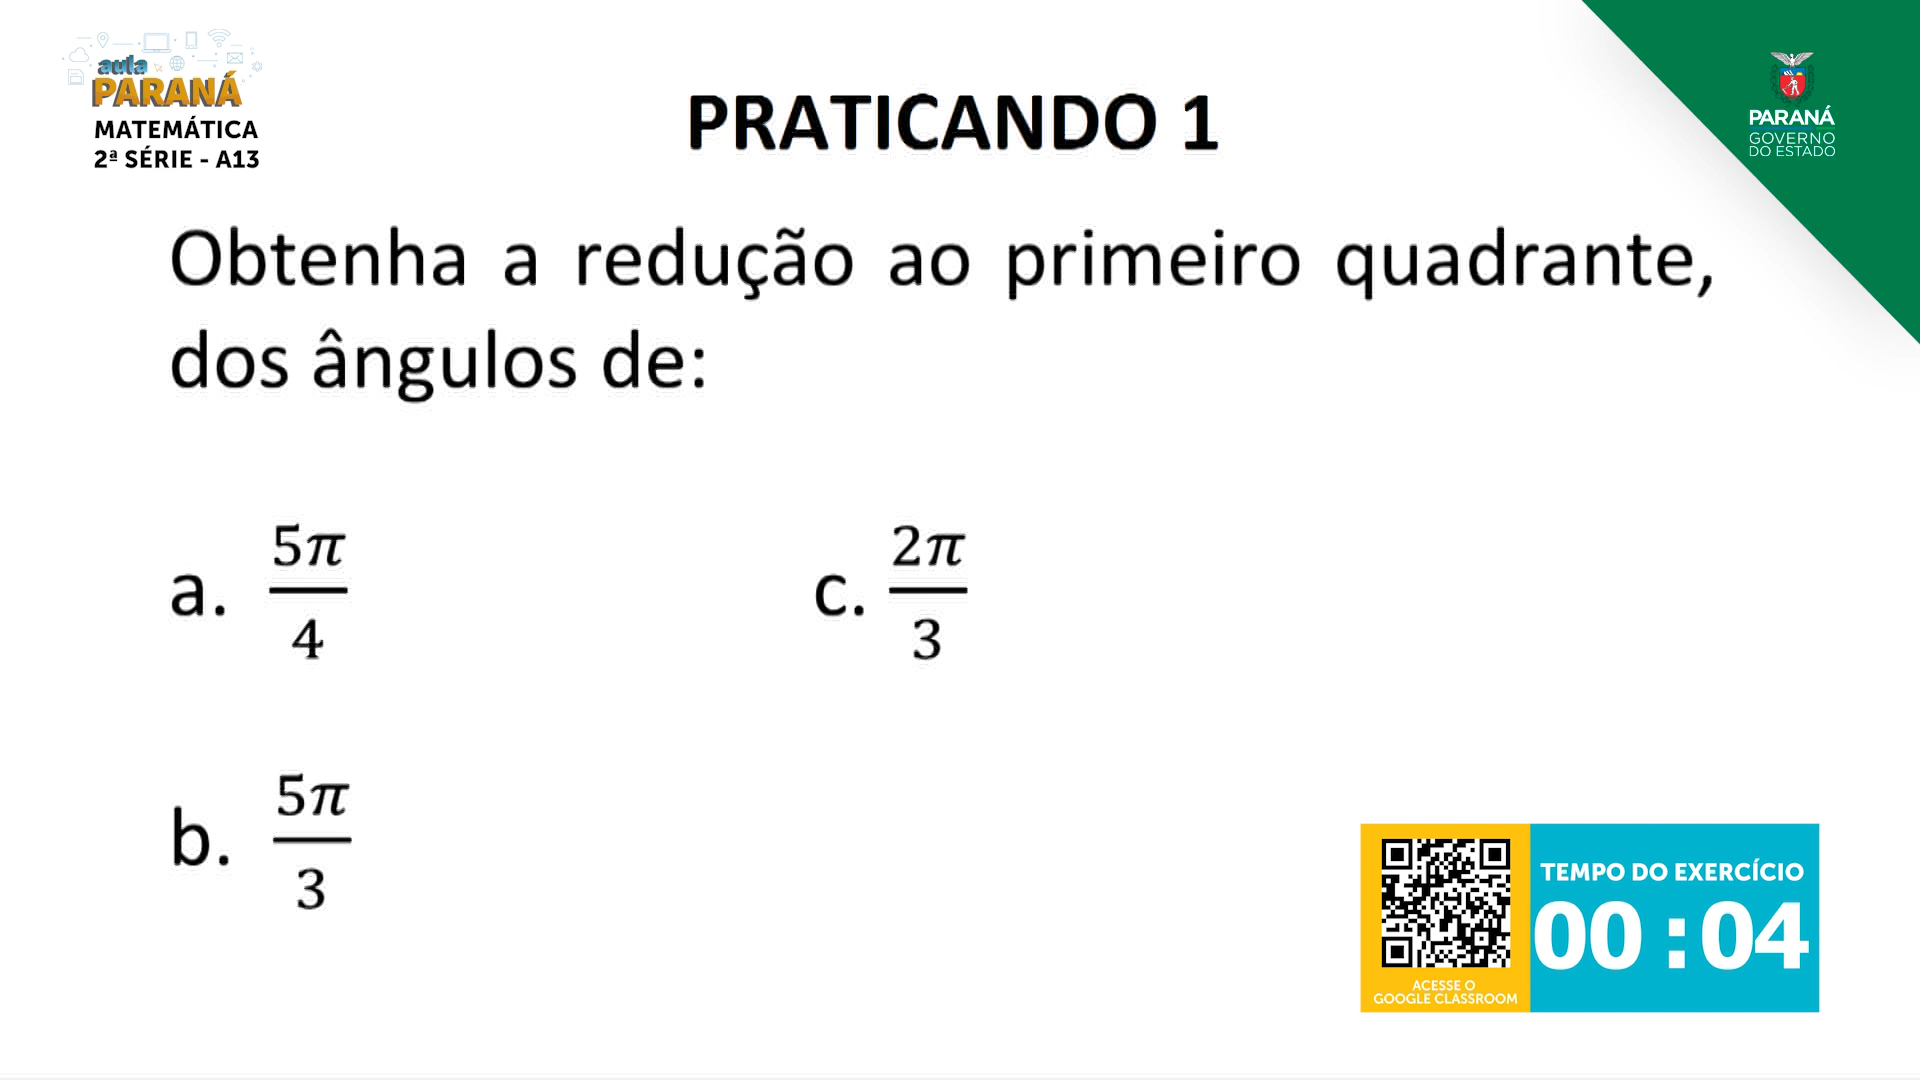 aula
PARANÁ
MATEMÁTICA
2ª SÉRIE - A13
PRATICANDO 1
PARANÁ
GOVERNO
DO ESTADO
Obtenha a redução ao primeiro quadrante,
dos ângulos de:
a. 5π/4
c. 2π/3
b. 5π/3
TEMPO DO EXERCÍCIO
00:04
ACESSE O
GOOGLE CLASSROOM